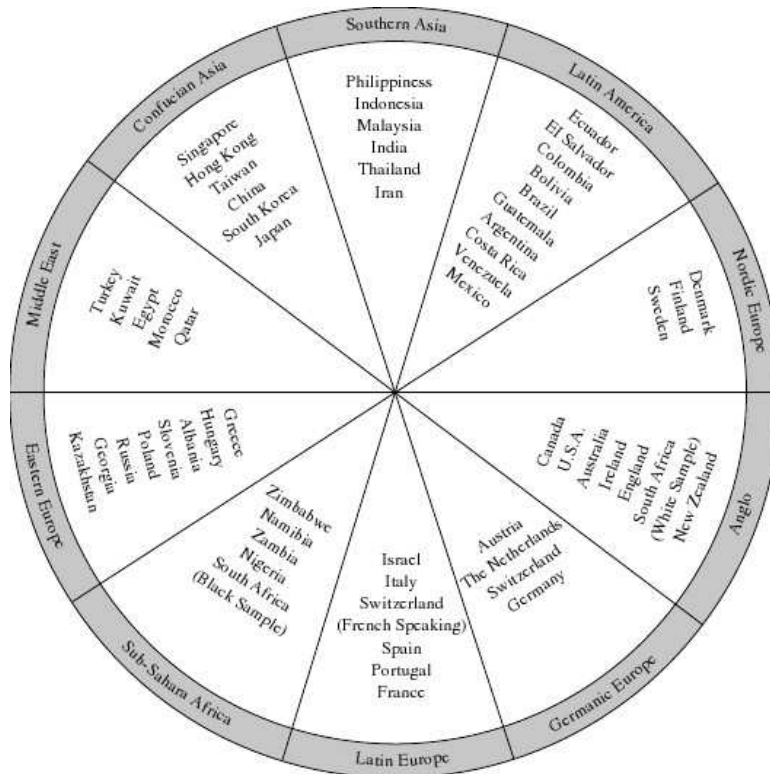 Southern Asia
Philippiness
Indonesia
Malaysia
India
Thailand
Iran
Latin America
Ecuador
El Salvador
Colombia
Bolivia
Brazil
Guatemala
Argentina
Costa Rica
Venezuela
Mexico
Nordic Europe
Denmark
Finland
Sweden
Anglo
Canada
U.S.A.
Australia
Ireland
England
South Africa
(White Sample)
New Zealand
Germanic Europe
Austria
The Netherlands
Switzerland
Germany
Latin Europe
Israel
Italy
Switzerland
(French Speaking)
Spain
Portugal
France
Sub-Sahara Africa
Zimbabwe
Namibia
Zambia
Nigeria
South Africa
(Black Sample)
Eastern Europe
Greece
Hungary
Albania
Slovenia
Poland
Russia
Georgia
Kazakhstan
Middle East
Turkey
Kuwait
Egypt
Morocco
Qatar
Confucian Asia
Singapore
Hong Kong
Taiwan
China
South Korea
Japan